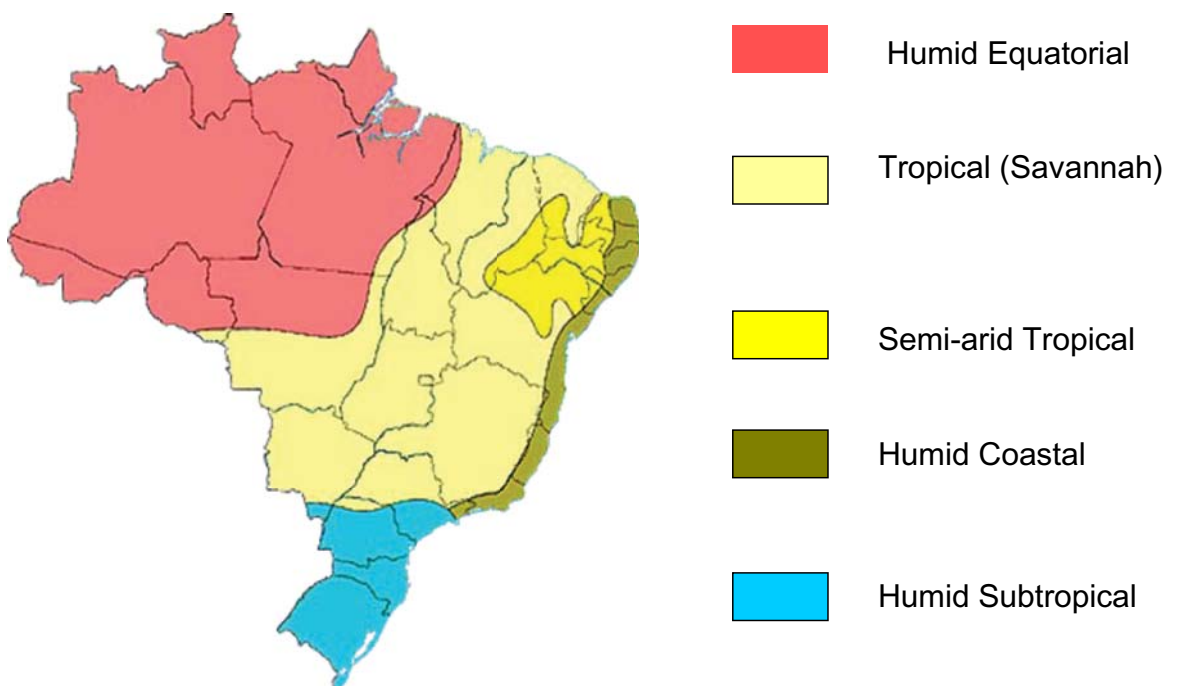 Humid Equatorial
Tropical (Savannah)
Semi-arid Tropical
Humid Coastal
Humid Subtropical